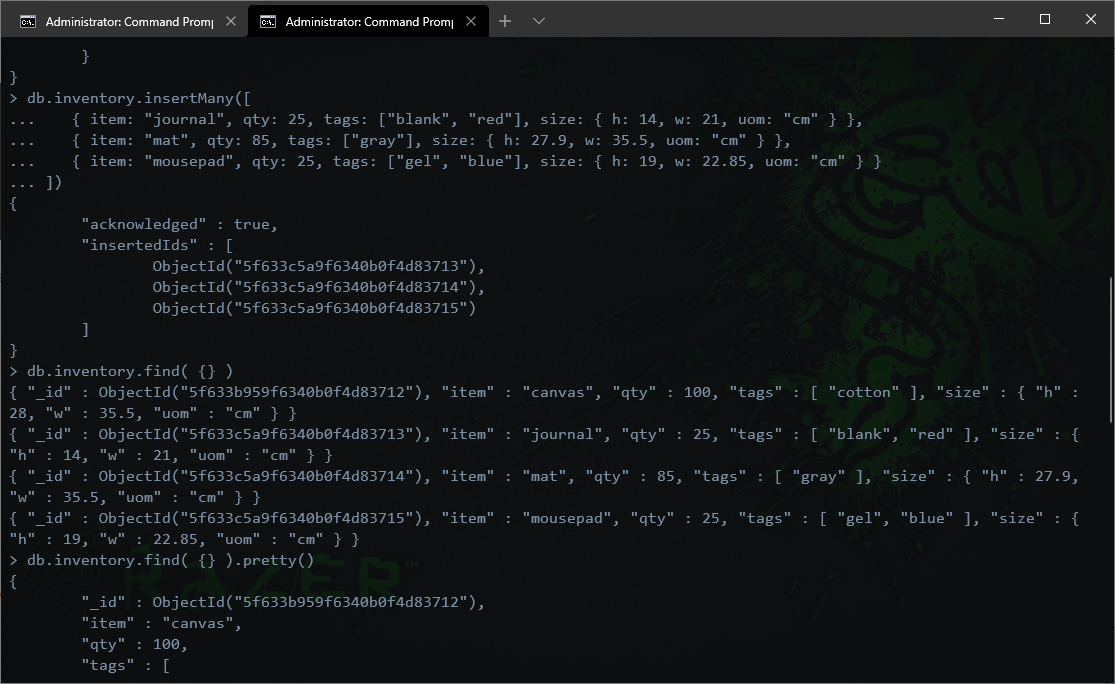 Administrator: Command Promp
Administrator: Command Promp
        }
}
> db.inventory.insertMany([
...     { item: "journal", qty: 25, tags: ["blank", "red"], size: { h: 14, w: 21, uom: "cm" } },
...     { item: "mat", qty: 85, tags: ["gray"], size: { h: 27.9, w: 35.5, uom: "cm" } },
...     { item: "mousepad", qty: 25, tags: ["gel", "blue"], size: { h: 19, w: 22.85, uom: "cm" } }
... ])
{
        "acknowledged" : true,
        "insertedIds" : [
                ObjectId("5f633c5a9f6340b0f4d83713"),
                ObjectId("5f633c5a9f6340b0f4d83714"),
                ObjectId("5f633c5a9f6340b0f4d83715")
        ]
}
> db.inventory.find( {} )
{ "_id" : ObjectId("5f633b959f6340b0f4d83712"), "item" : "canvas", "qty" : 100, "tags" : [ "cotton" ], "size" : { "h" :
28, "w" : 35.5, "uom" : "cm" } }
{ "_id" : ObjectId("5f633c5a9f6340b0f4d83713"), "item" : "journal", "qty" : 25, "tags" : [ "blank", "red" ], "size" : {
"h" : 14, "w" : 21, "uom" : "cm" } }
{ "_id" : ObjectId("5f633c5a9f6340b0f4d83714"), "item" : "mat", "qty" : 85, "tags" : [ "gray" ], "size" : { "h" : 27.9,
"w" : 35.5, "uom" : "cm" } }
{ "_id" : ObjectId("5f633c5a9f6340b0f4d83715"), "item" : "mousepad", "qty" : 25, "tags" : [ "gel", "blue" ], "size" : {
"h" : 19, "w" : 22.85, "uom" : "cm" } }
> db.inventory.find( {} ).pretty()
RAZER™
{
        "_id" : ObjectId("5f633b959f6340b0f4d83712"),
        "item" : "canvas",
        "qty" : 100,
        "tags" : [